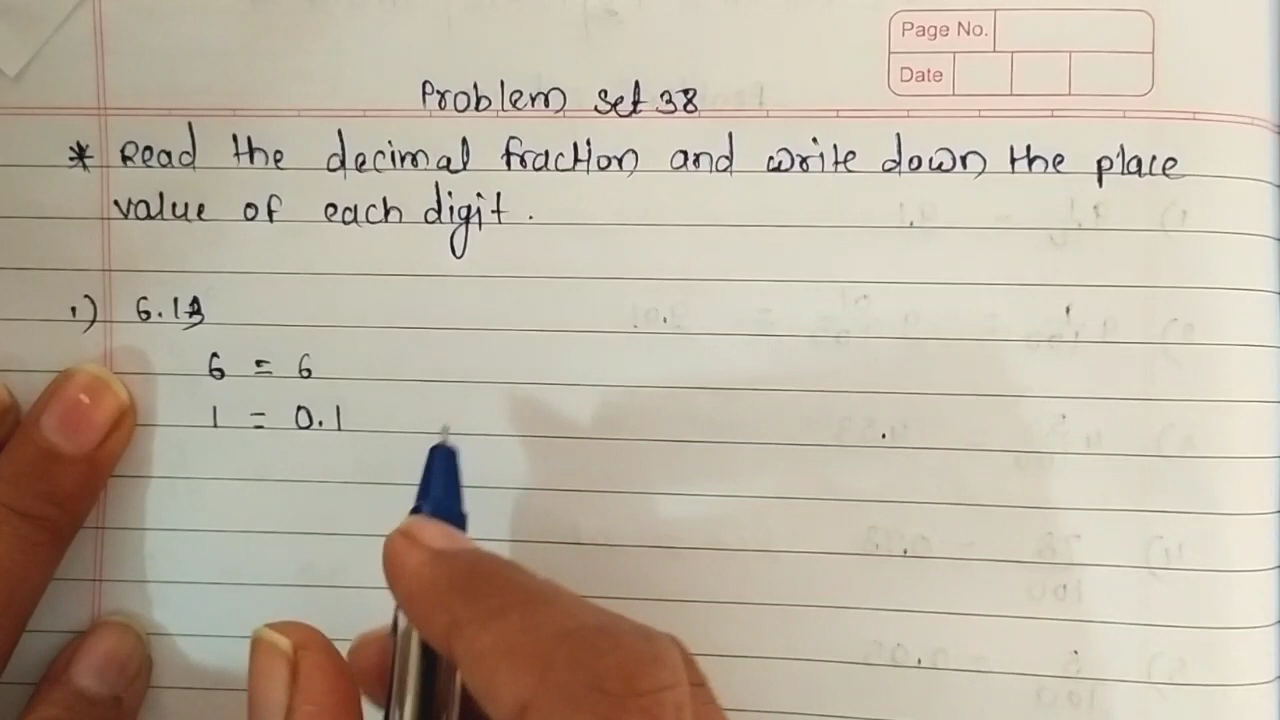 Page No.
Date
Problem set 38
* Read the decimal fraction and write down the place
value of each digit.
1) 6.13
6 = 6
1 = 0.1